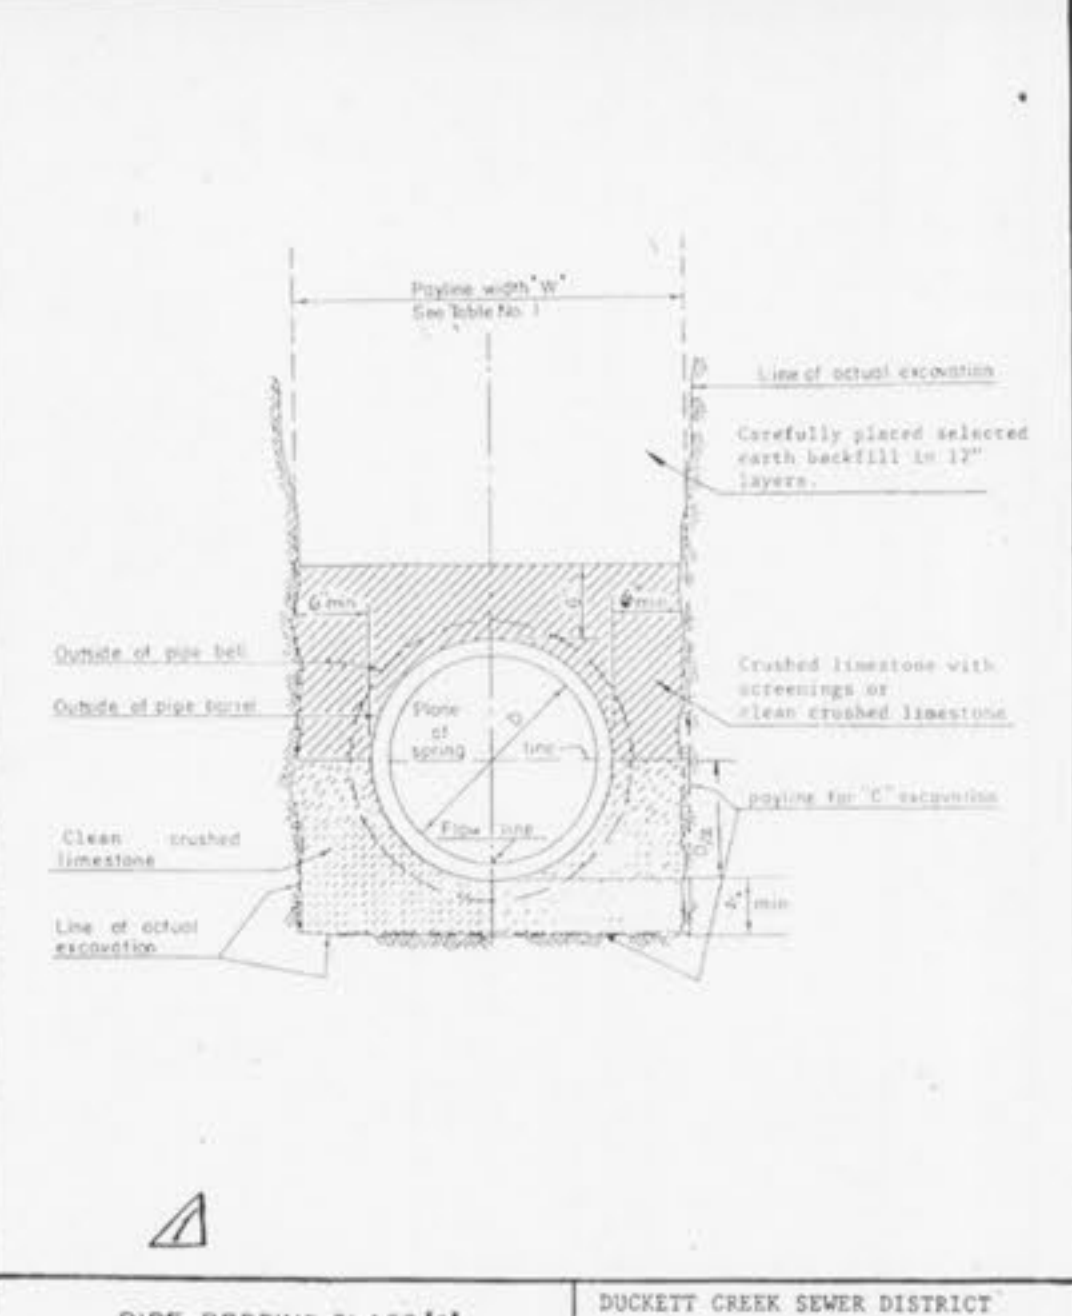 Payline width "W"
See Table No. 1
Line of actual excavation
Carefully placed selected
earth backfill in 12"
layers.
6" min.
min.
Outside of pipe bell
Outside of pipe barrel
Plane
of
spring
line
D
Crushed limestone with
screenings or
clean crushed limestone
payline for "C" excavation
Flow line
Clean crushed
limestone
4" min
Line of actual
excavation
PIPE BEDDING CLASS
DUCKETT CREEK SEWER DISTRICT